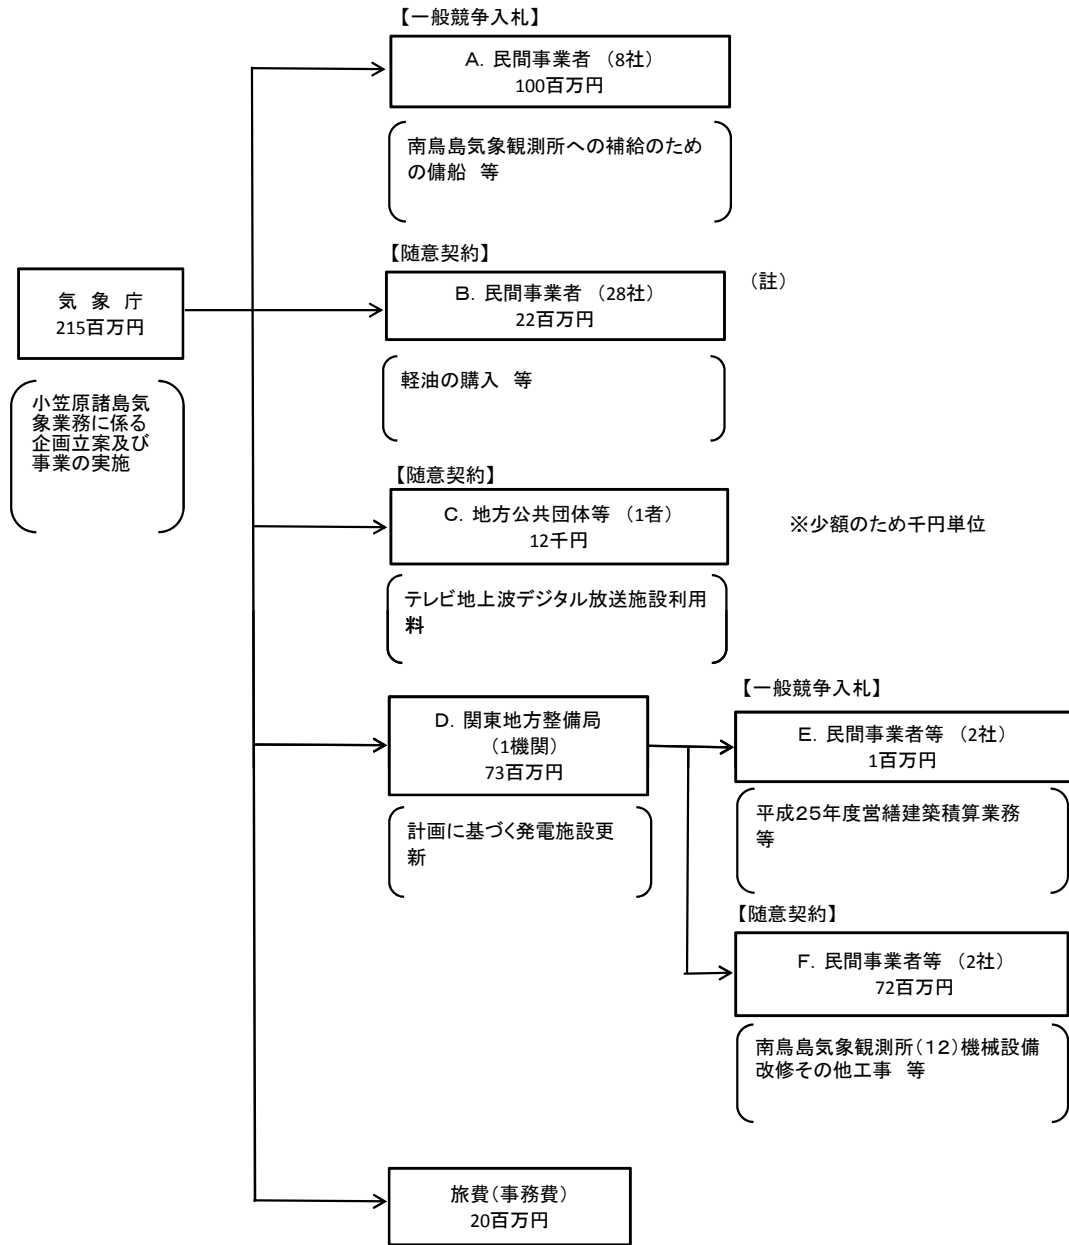 【一般競争入札】
A. 民間事業者 （8社）
100百万円
南鳥島気象観測所への補給のため
の傭船 等
【随意契約】
（註）
B. 民間事業者 （28社）
22百万円
気 象 庁
215百万円
軽油の購入 等
小笠原諸島気
象業務に係る
企画立案及び
事業の実施
【随意契約】
C. 地方公共団体等 （1者）
12千円
※少額のため千円単位
テレビ地上波デジタル放送施設利用
料
D. 関東地方整備局
（1機関）
73百万円
計画に基づく発電施設更
新
【一般競争入札】
E. 民間事業者等 （2社）
1百万円
平成２５年度営繕建築積算業務
等
【随意契約】
F. 民間事業者等 （2社）
72百万円
南鳥島気象観測所（１２）機械設備
改修その他工事 等
旅費（事務費）
20百万円